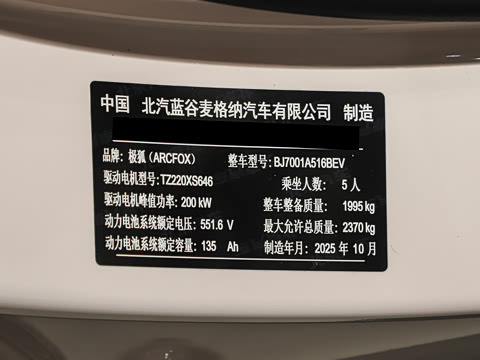 中国 北汽蓝谷麦格纳汽车有限公司 制造
品牌: 极狐(ARCFOX) 整车型号: BJ7001A516BEV
驱动电机型号: TZ220XS646 乘坐人数: 5 人
驱动电机峰值功率: 200 kW 整车整备质量: 1995 kg
动力电池系统额定电压: 551.6 V 最大允许总质量: 2370 kg
动力电池系统额定容量: 135 Ah 制造年月: 2025 年 10 月